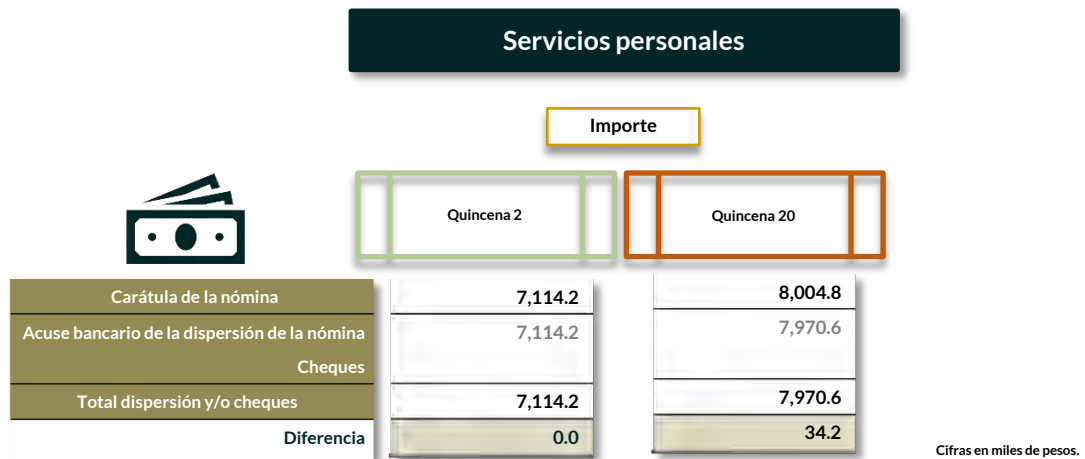 Servicios personales
Importe
Quincena 2 Quincena 20
Carátula de la nómina 7,114.2 8,004.8
Acuse bancario de la dispersión de la nómina 7,114.2 7,970.6
Cheques
Total dispersión y/o cheques 7,114.2 7,970.6
Diferencia 0.0 34.2
Cifras en miles de pesos.